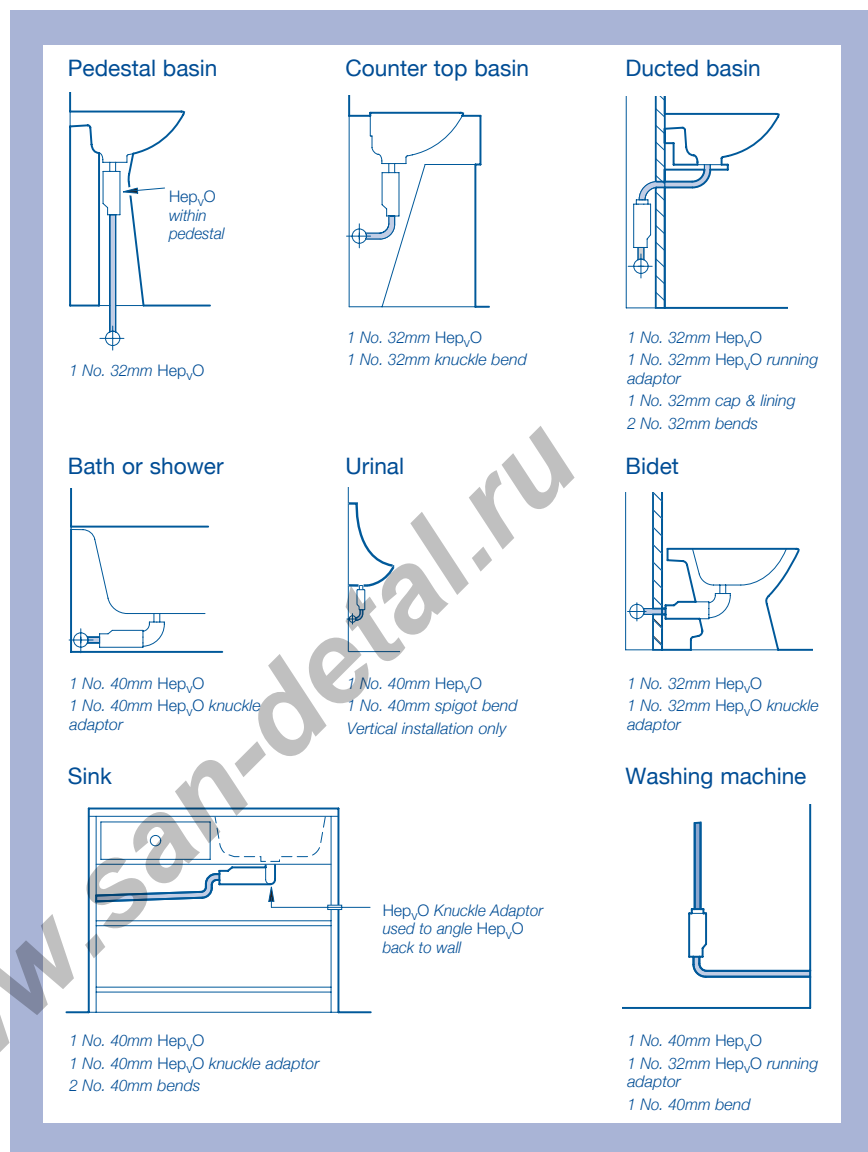 Pedestal basin
HepvO
within
pedestal
1 No. 32mm HepvO
Counter top basin
1 No. 32mm HepvO
1 No. 32mm knuckle bend
Ducted basin
1 No. 32mm HepvO
1 No. 32mm HepvO running
adaptor
1 No. 32mm cap & lining
2 No. 32mm bends
Bath or shower
1 No. 40mm HepvO
1 No. 40mm HepvO knuckle
adaptor
Urinal
1 No. 40mm HepvO
1 No. 40mm spigot bend
Vertical installation only
Bidet
1 No. 32mm HepvO
1 No. 32mm HepvO knuckle
adaptor
Sink
HepvO Knuckle Adaptor
used to angle HepvO
back to wall
1 No. 40mm HepvO
1 No. 40mm HepvO knuckle adaptor
2 No. 40mm bends
Washing machine
1 No. 40mm HepvO
1 No. 32mm HepvO running
adaptor
1 No. 40mm bend
w.san-detal.ru